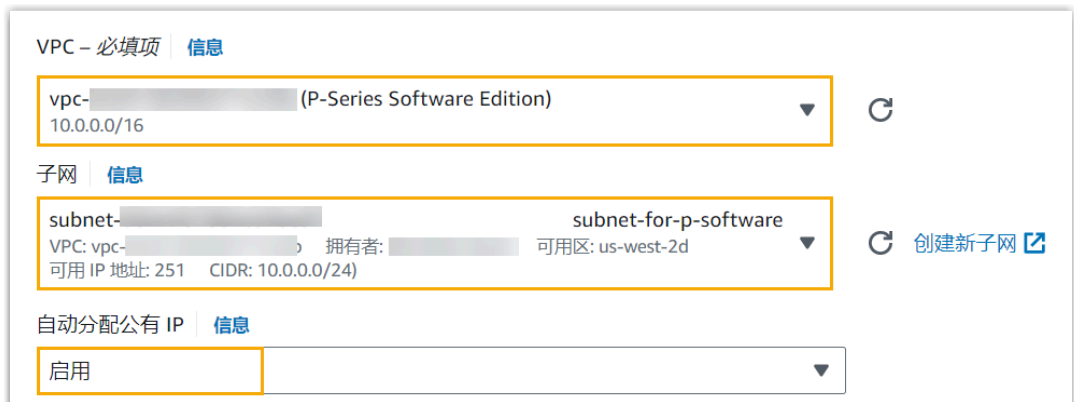 VPC – 必填项 信息
vpc- (P-Series Software Edition)
10.0.0.0/16
子网 信息
subnet- subnet-for-p-software
VPC: vpc- 拥有者: 可用区: us-west-2d
创建新子网
可用 IP 地址: 251 CIDR: 10.0.0.0/24)
自动分配公有 IP 信息
启用